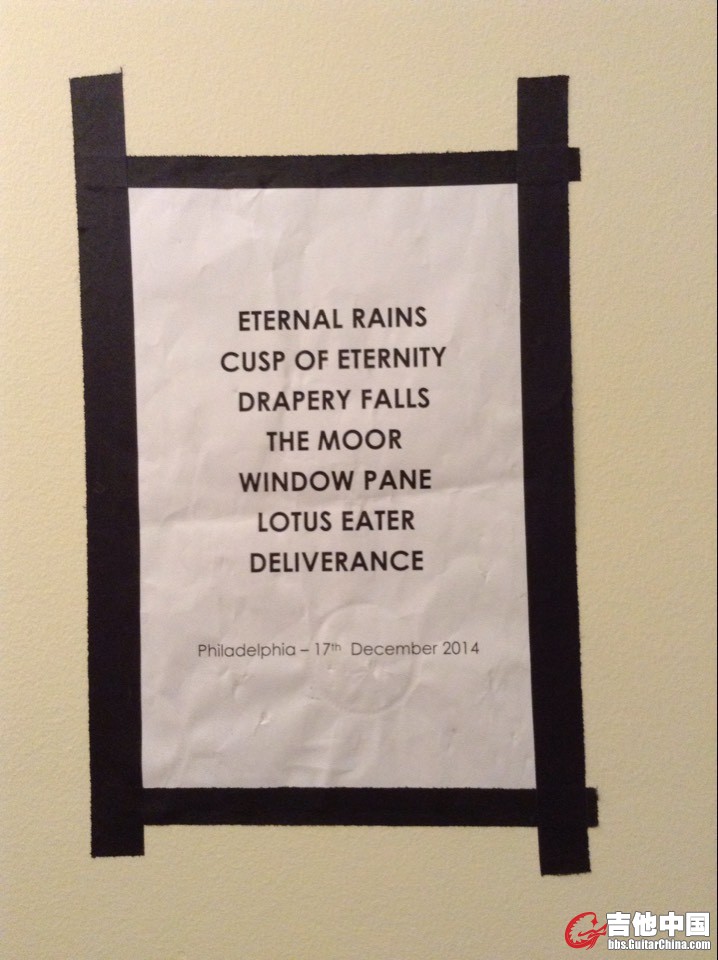 ETERNAL RAINS
CUSP OF ETERNITY
DRAPERY FALLS
THE MOOR
WINDOW PANE
LOTUS EATER
DELIVERANCE
Philadelphia – 17th December 2014
吉他中国
bbs.GuitarChina.com